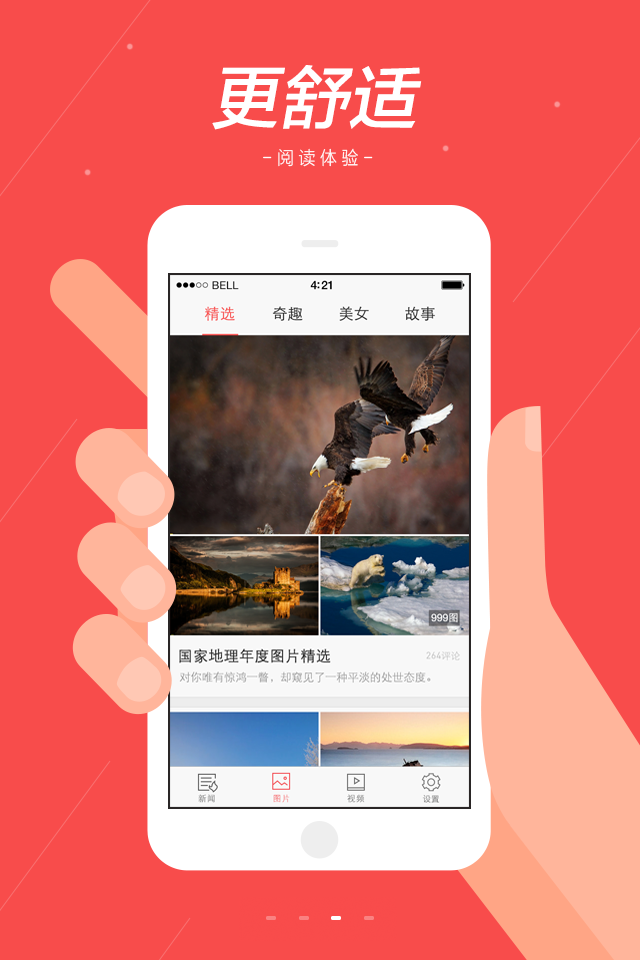 更舒适
-阅读体验-
BELL 4:21
精选 奇趣 美女 故事
999图
国家地理年度图片精选 264评论
对你唯有惊鸿一瞥，却窥见了一种平淡的处世态度。
新闻 图片 视频 设置